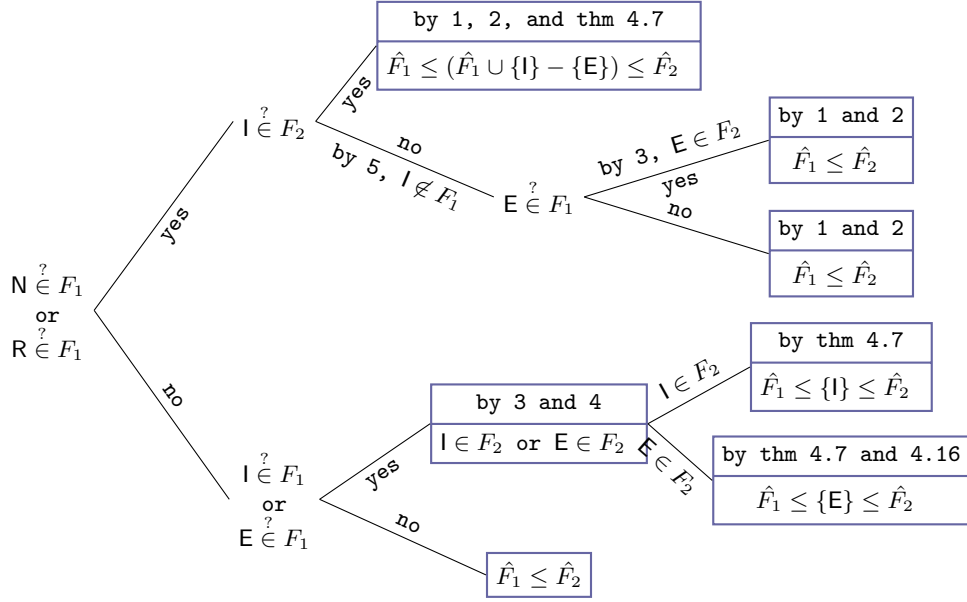 by 1, 2, and thm 4.7
F̂₁ ≤ (F̂₁ ∪ {I} − {E}) ≤ F̂₂
yes
I ∈? F₂
no
by 5, I ∉ F₁
by 3, E ∈ F₂
yes
by 1 and 2
F̂₁ ≤ F̂₂
E ∈? F₁
no
by 1 and 2
F̂₁ ≤ F̂₂
yes
N ∈? F₁
or
R ∈? F₁
no
by thm 4.7
F̂₁ ≤ {I} ≤ F̂₂
I ∈ F₂
by 3 and 4
I ∈ F₂ or E ∈ F₂
E ∈ F₂
by thm 4.7 and 4.16
F̂₁ ≤ {E} ≤ F̂₂
yes
I ∈? F₁
or
E ∈? F₁
no
F̂₁ ≤ F̂₂